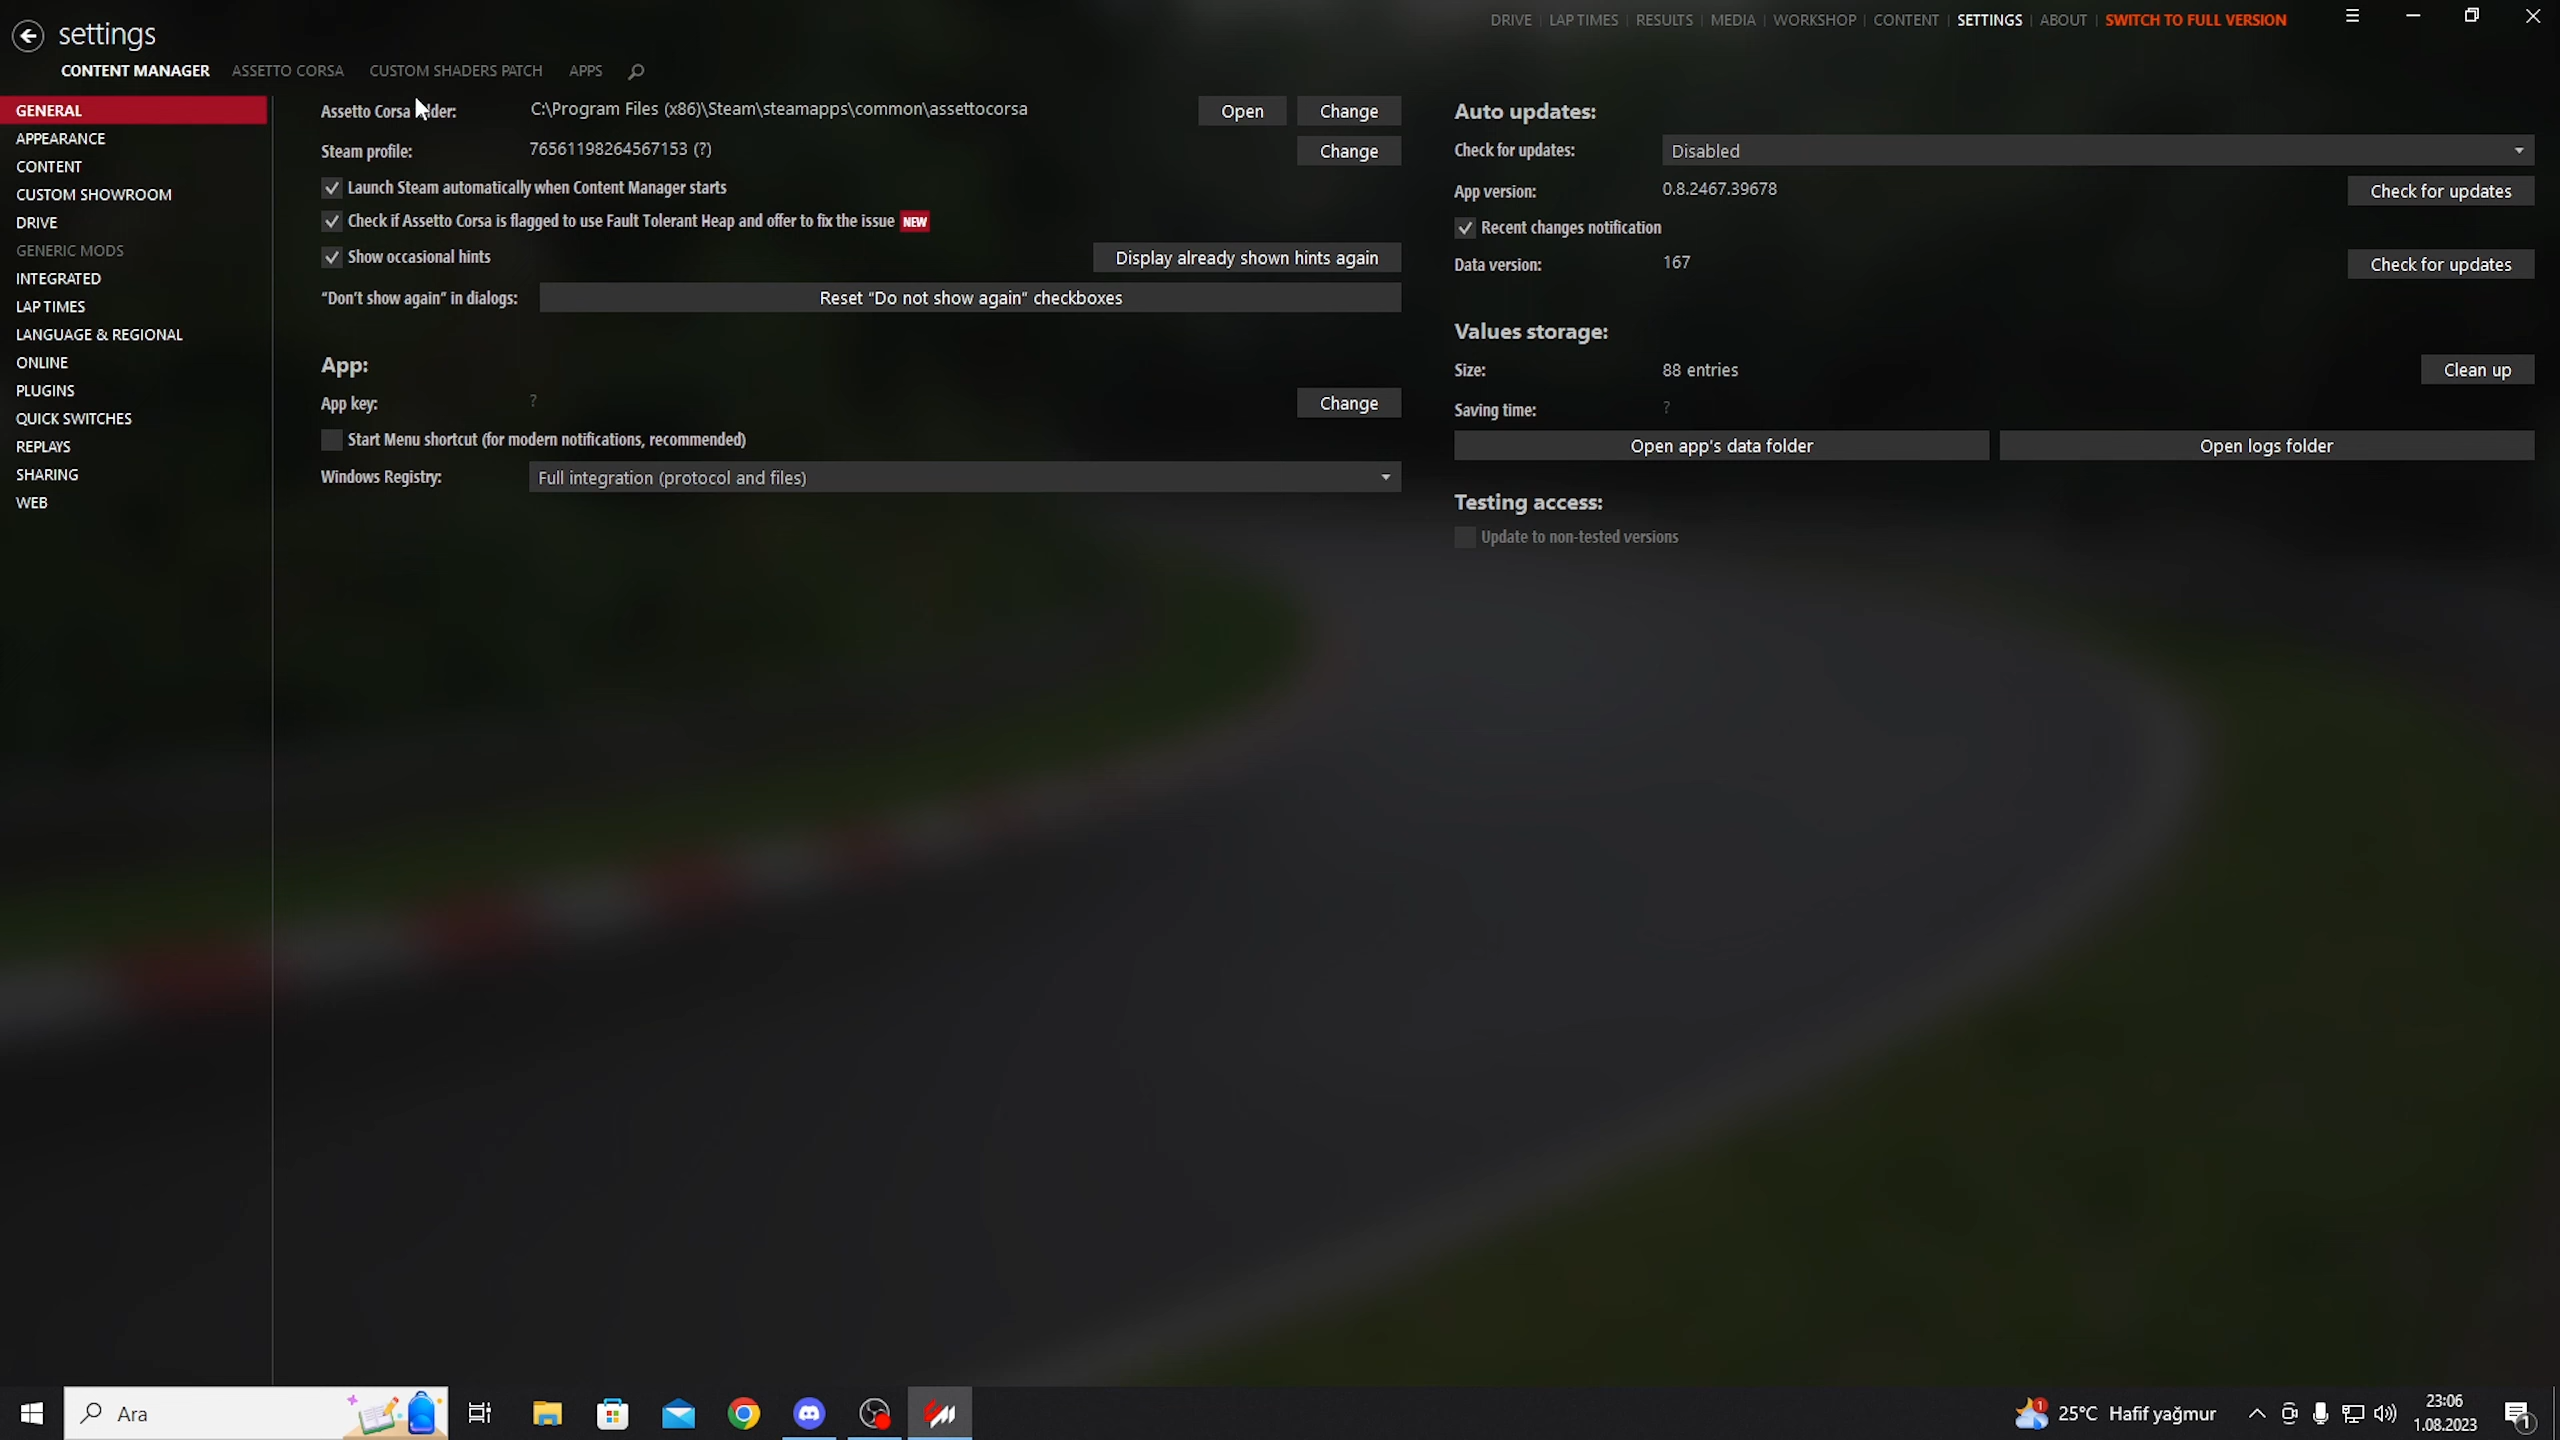 settings
DRIVE LAP TIMES RESULTS MEDIA WORKSHOP CONTENT SETTINGS ABOUT SWITCH TO FULL VERSION
CONTENT MANAGER ASSETTO CORSA CUSTOM SHADERS PATCH APPS
GENERAL
APPEARANCE
CONTENT
CUSTOM SHOWROOM
DRIVE
GENERIC MODS
INTEGRATED
LAP TIMES
LANGUAGE & REGIONAL
ONLINE
PLUGINS
QUICK SWITCHES
REPLAYS
SHARING
WEB
Assetto Corsa C:\Program Files (x86)\Steam\steamapps\common\assettocorsa Open Change
Steam profile: 76561198264567153 (?) Change
Launch Steam automatically when Content Manager starts
Check if Assetto Corsa is flagged to use Fault Tolerant Heap and offer to fix the issue NEW
Show occasional hints Display already shown hints again
“Don’t show again” in dialogs: Reset “Do not show again” checkboxes
App:
App key: ? Change
Start Menu shortcut (for modern notifications, recommended)
Windows Registry: Full integration (protocol and files)
Auto updates:
Check for updates: Disabled
App version: 0.8.2467.39678 Check for updates
Recent changes notification
Data version: 167 Check for updates
Values storage:
Size: 88 entries Clean up
Saving time: ?
Open app's data folder Open logs folder
Testing access:
Update to non-tested versions
Ara
1 25°C Hafif yağmur
23:06
1.08.2023
1